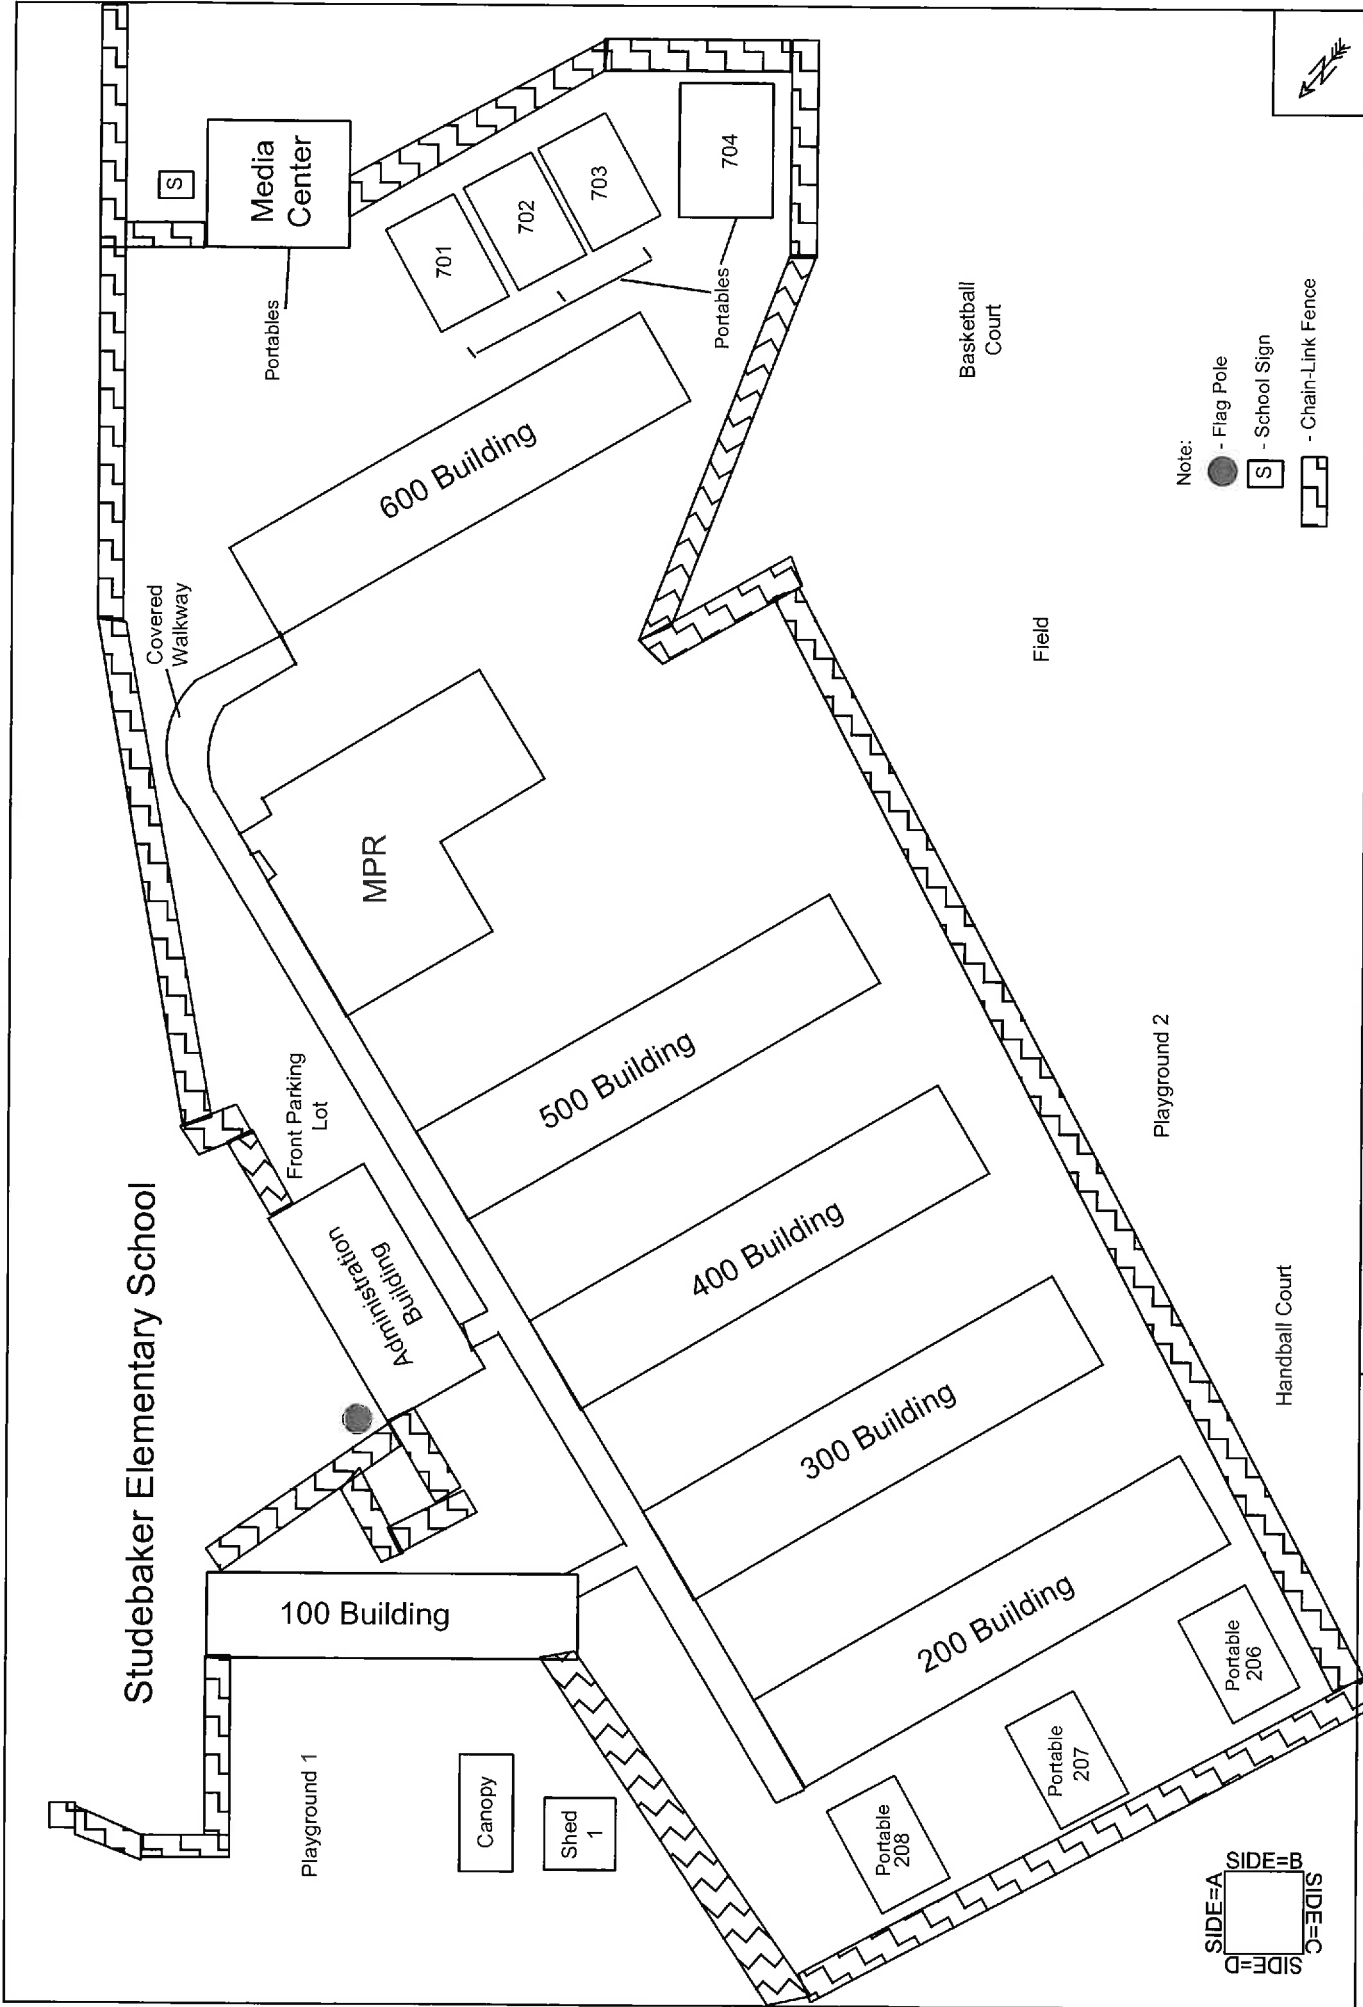 Studebaker Elementary School
S
Media
Center
Portables
701
702
703
704
Portables
600 Building
Covered
Walkway
MPR
Front Parking
Lot
Administration
Building
500 Building
400 Building
300 Building
200 Building
100 Building
Playground 1
Canopy
Shed
1
Portable
208
Portable
207
Portable
206
Basketball
Court
Field
Playground 2
Handball Court
Note:
- Flag Pole
S - School Sign
- Chain-Link Fence
N
SIDE=A
SIDE=B
SIDE=C
SIDE=D